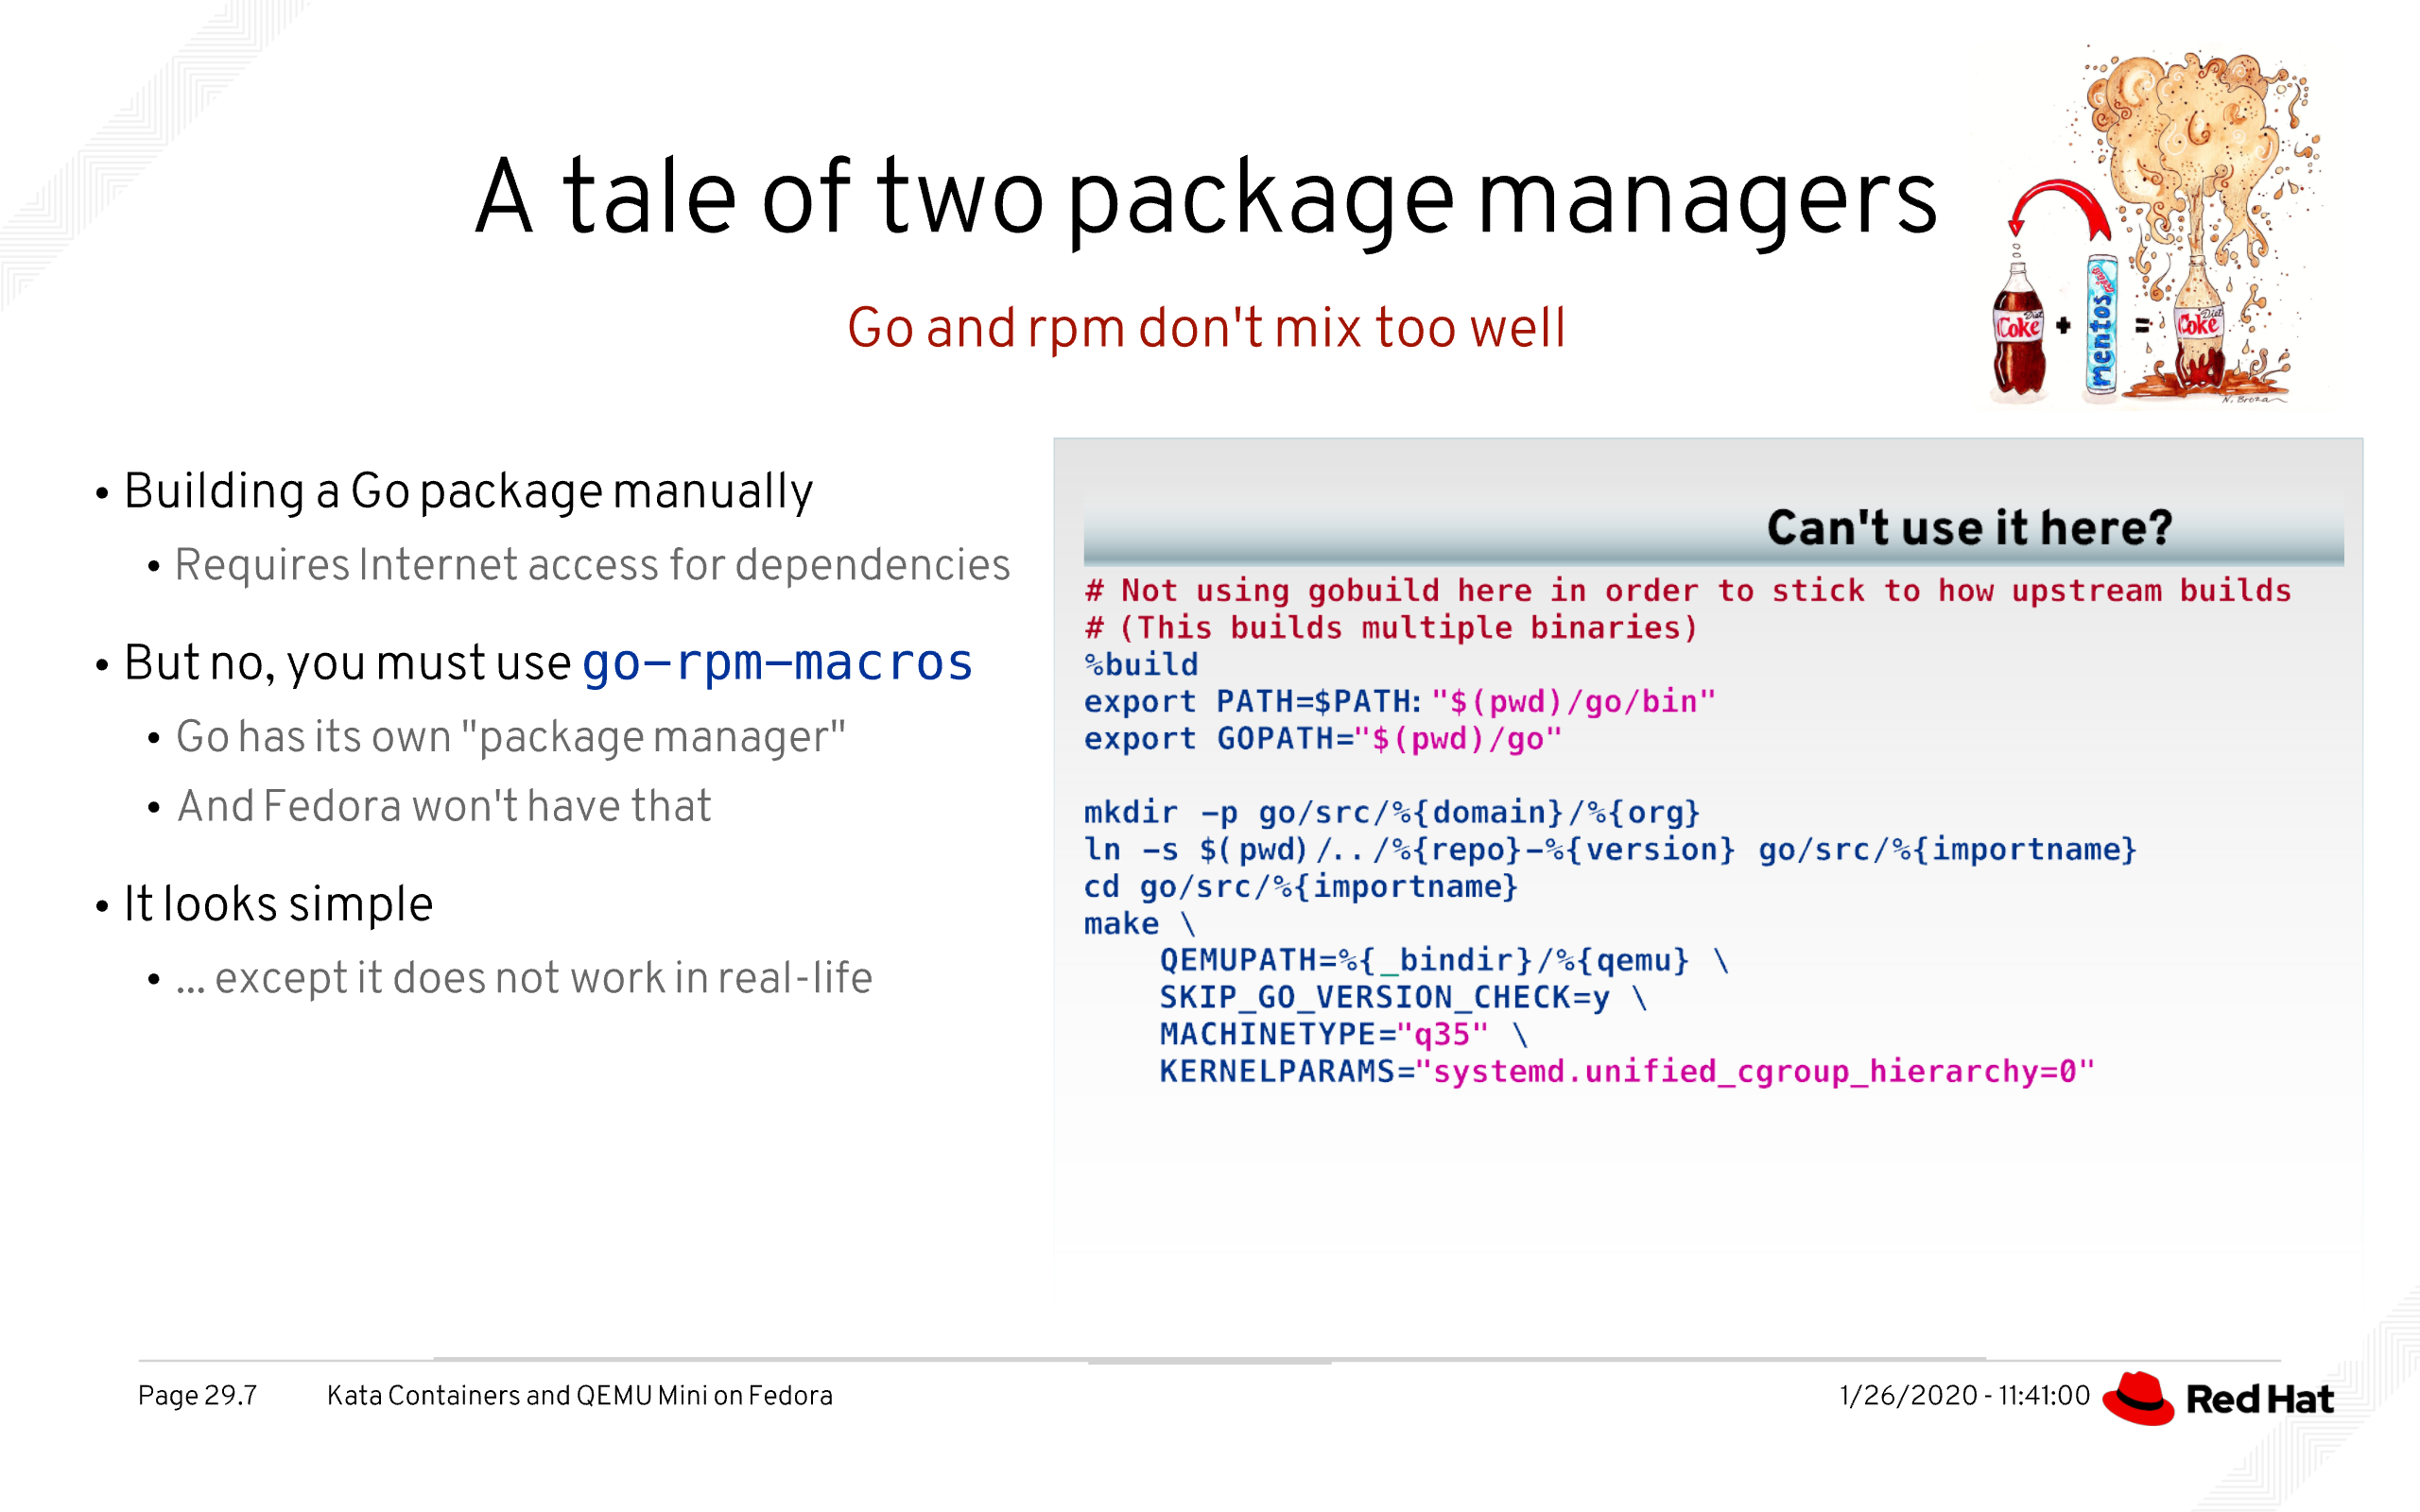 A tale of two package managers
Go and rpm don't mix too well
Diet
Coke
+
mentos
=
Diet
Coke
N. Broza
• Building a Go package manually
• Requires Internet access for dependencies
• But no, you must use go-rpm-macros
• Go has its own "package manager"
• And Fedora won't have that
• It looks simple
• ... except it does not work in real-life
Can't use it here?
# Not using gobuild here in order to stick to how upstream builds
# (This builds multiple binaries)
%build
export PATH=$PATH:"$(pwd)/go/bin"
export GOPATH="$(pwd)/go"
mkdir -p go/src/%{domain}/%{org}
ln -s $(pwd)/../%{repo}-%{version} go/src/%{importname}
cd go/src/%{importname}
make \
QEMUPATH=%{_bindir}/%{qemu} \
SKIP_GO_VERSION_CHECK=y \
MACHINETYPE="q35" \
KERNELPARAMS="systemd.unified_cgroup_hierarchy=0"
Page 29.7 Kata Containers and QEMU Mini on Fedora 1/26/2020 - 11:41:00 Red Hat